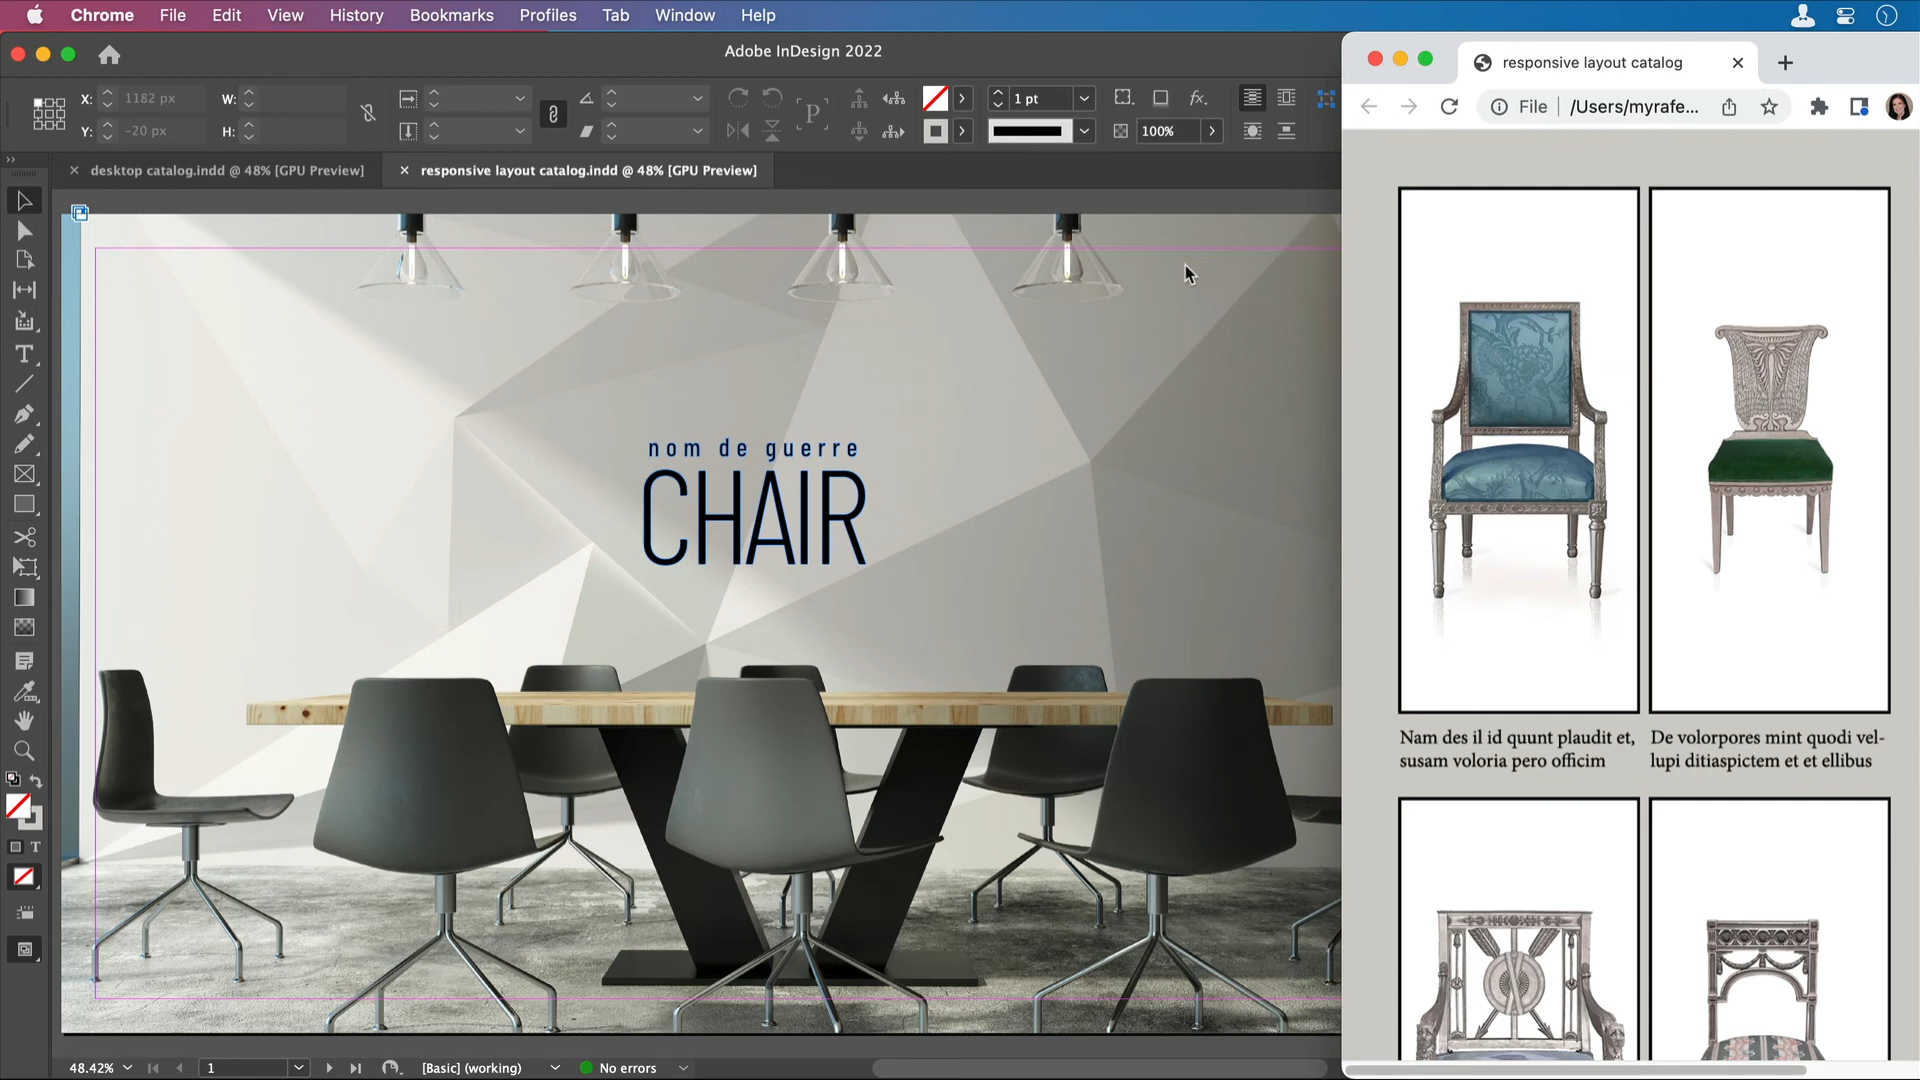 Chrome File Edit View History Bookmarks Profiles Tab Window Help
Adobe InDesign 2022
X: 1182 px W: 1 pt
Y: -20 px H: 100%
P
fx.
desktop catalog.indd @ 48% [GPU Preview] responsive layout catalog.indd @ 48% [GPU Preview]
nom de guerre
CHAIR
T
T
48.42% 1 [Basic] (working) No errors
responsive layout catalog
File /Users/myrafe...
Nam des il id quunt plaudit et,
susam voloria pero officim
De volorpores mint quodi vel-
lupi ditiaspictem et et ellibus